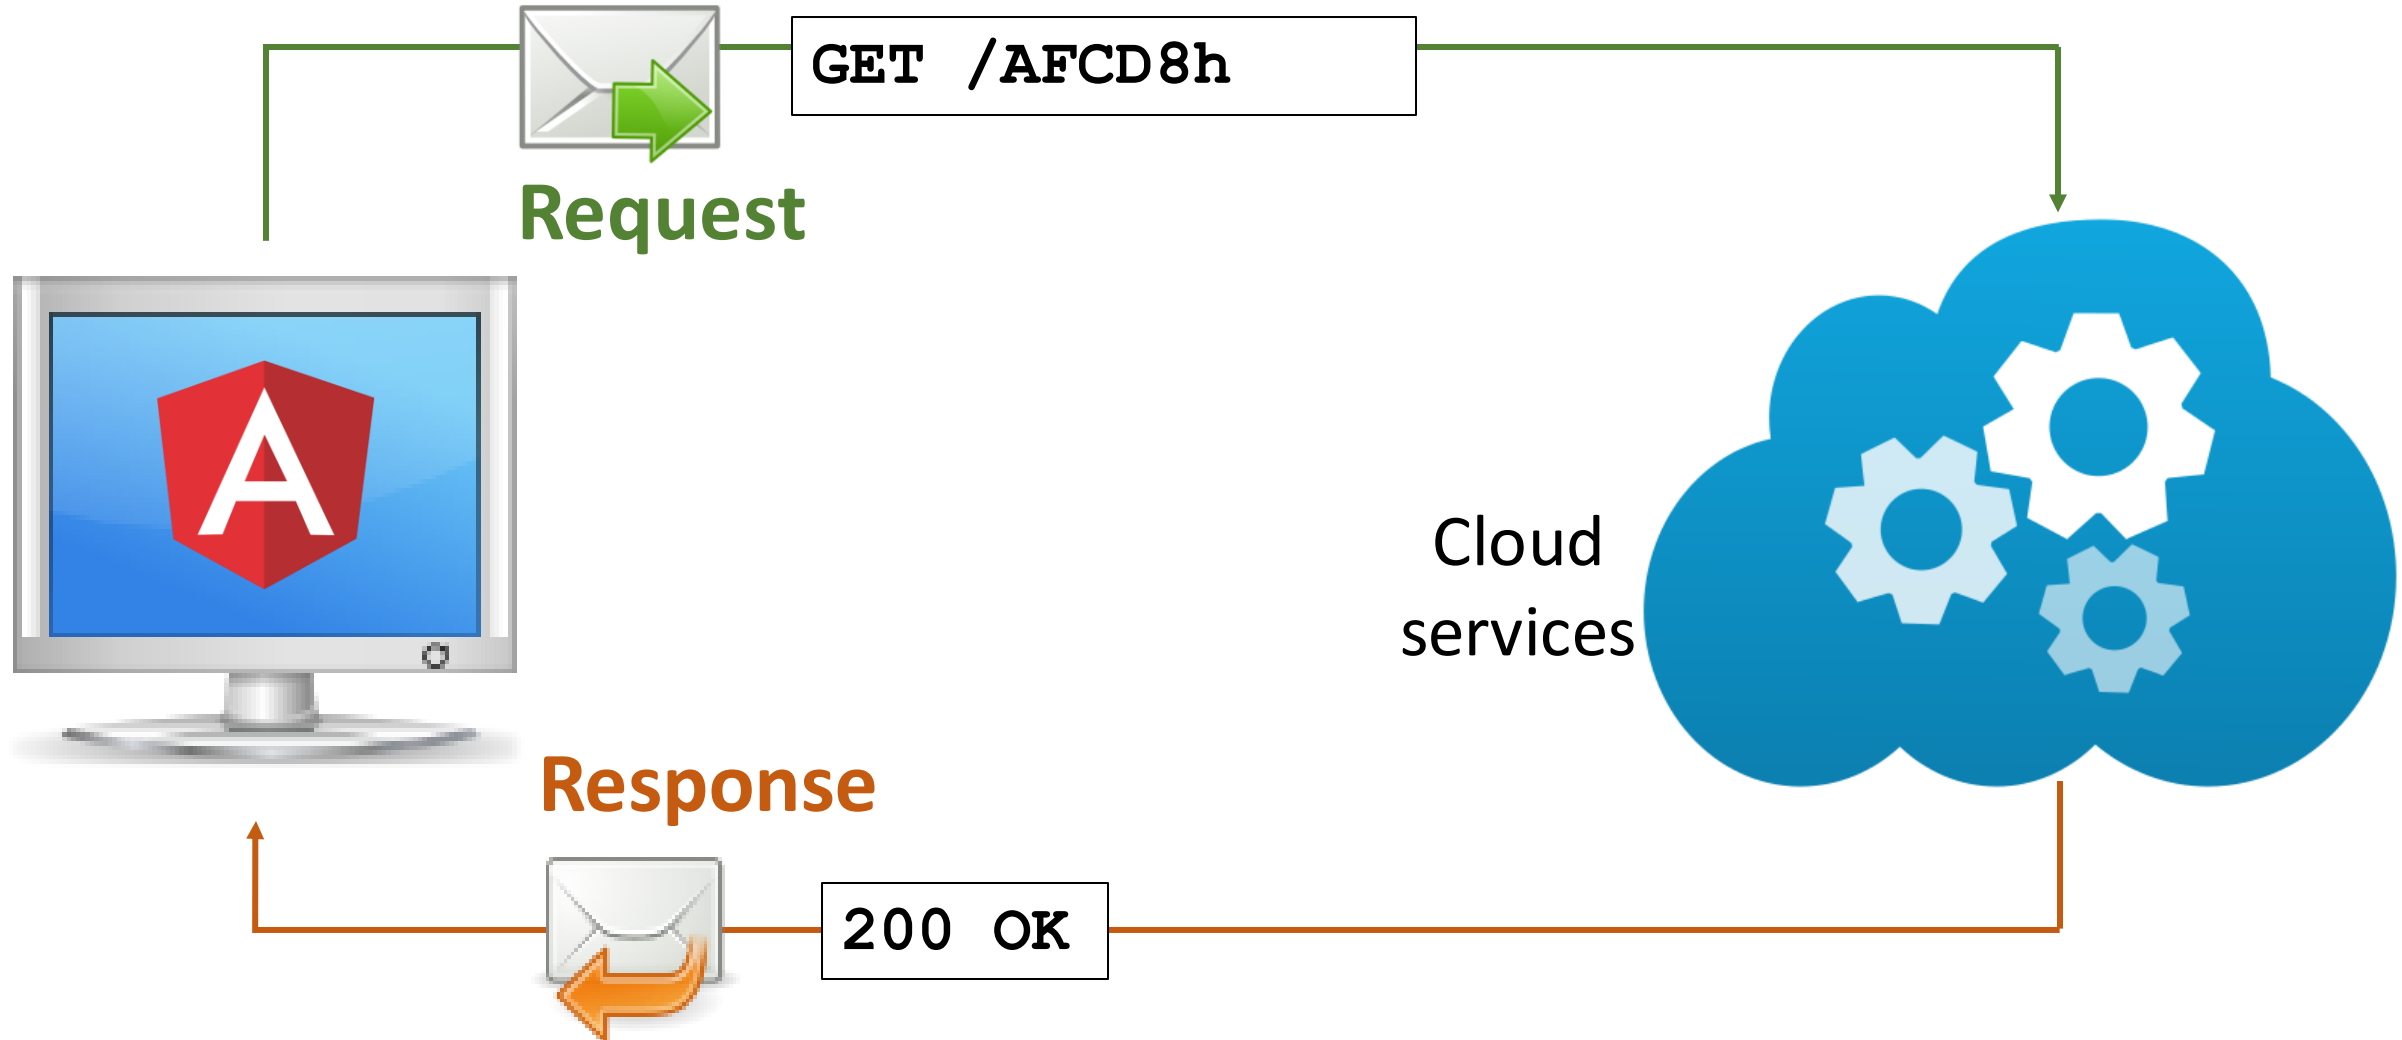 GET /AFCD8h
Request
Cloud
services
Response
200 OK